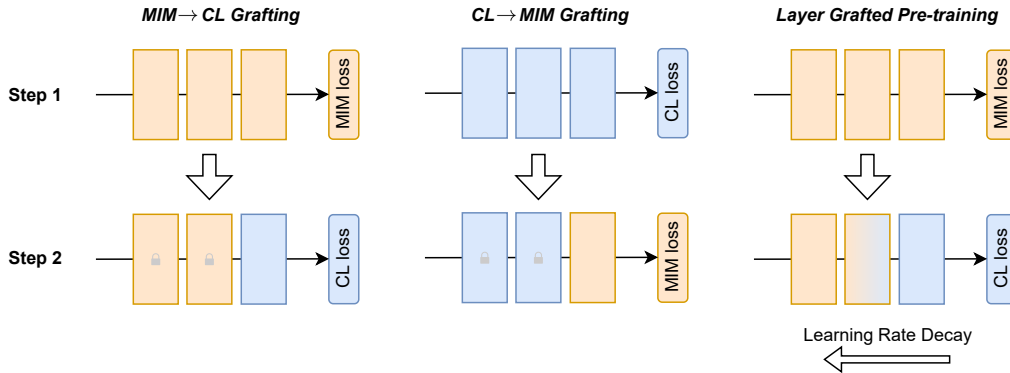 MIM→CL Grafting
CL→MIM Grafting
Layer Grafted Pre-training
Step 1
MIM loss
CL loss
MIM loss
Step 2
CL loss
MIM loss
CL loss
Learning Rate Decay